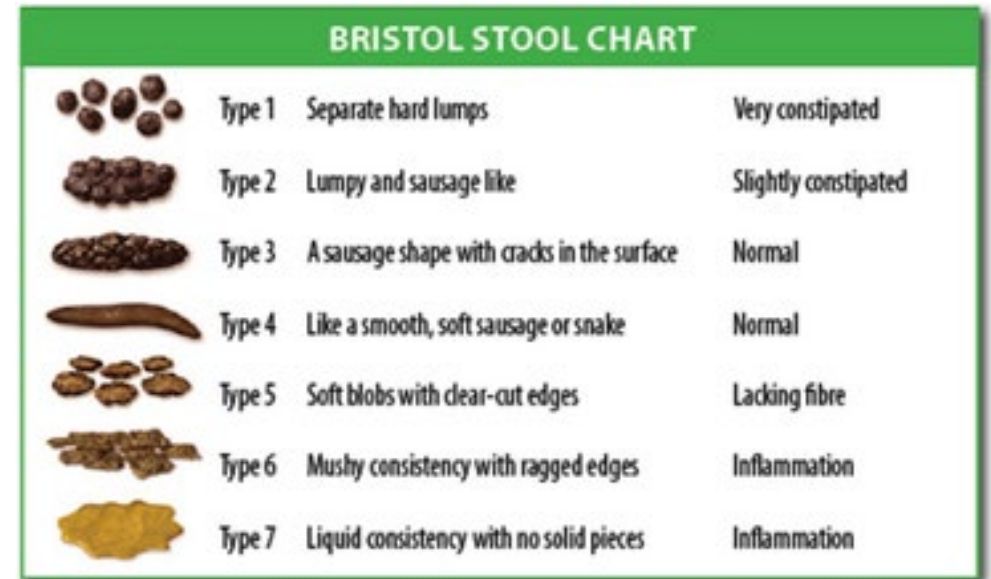 BRISTOL STOOL CHART
Type 1 Separate hard lumps Very constipated
Type 2 Lumpy and sausage like Slightly constipated
Type 3 A sausage shape with cracks in the surface Normal
Type 4 Like a smooth, soft sausage or snake Normal
Type 5 Soft blobs with clear-cut edges Lacking fibre
Type 6 Mushy consistency with ragged edges Inflammation
Type 7 Liquid consistency with no solid pieces Inflammation